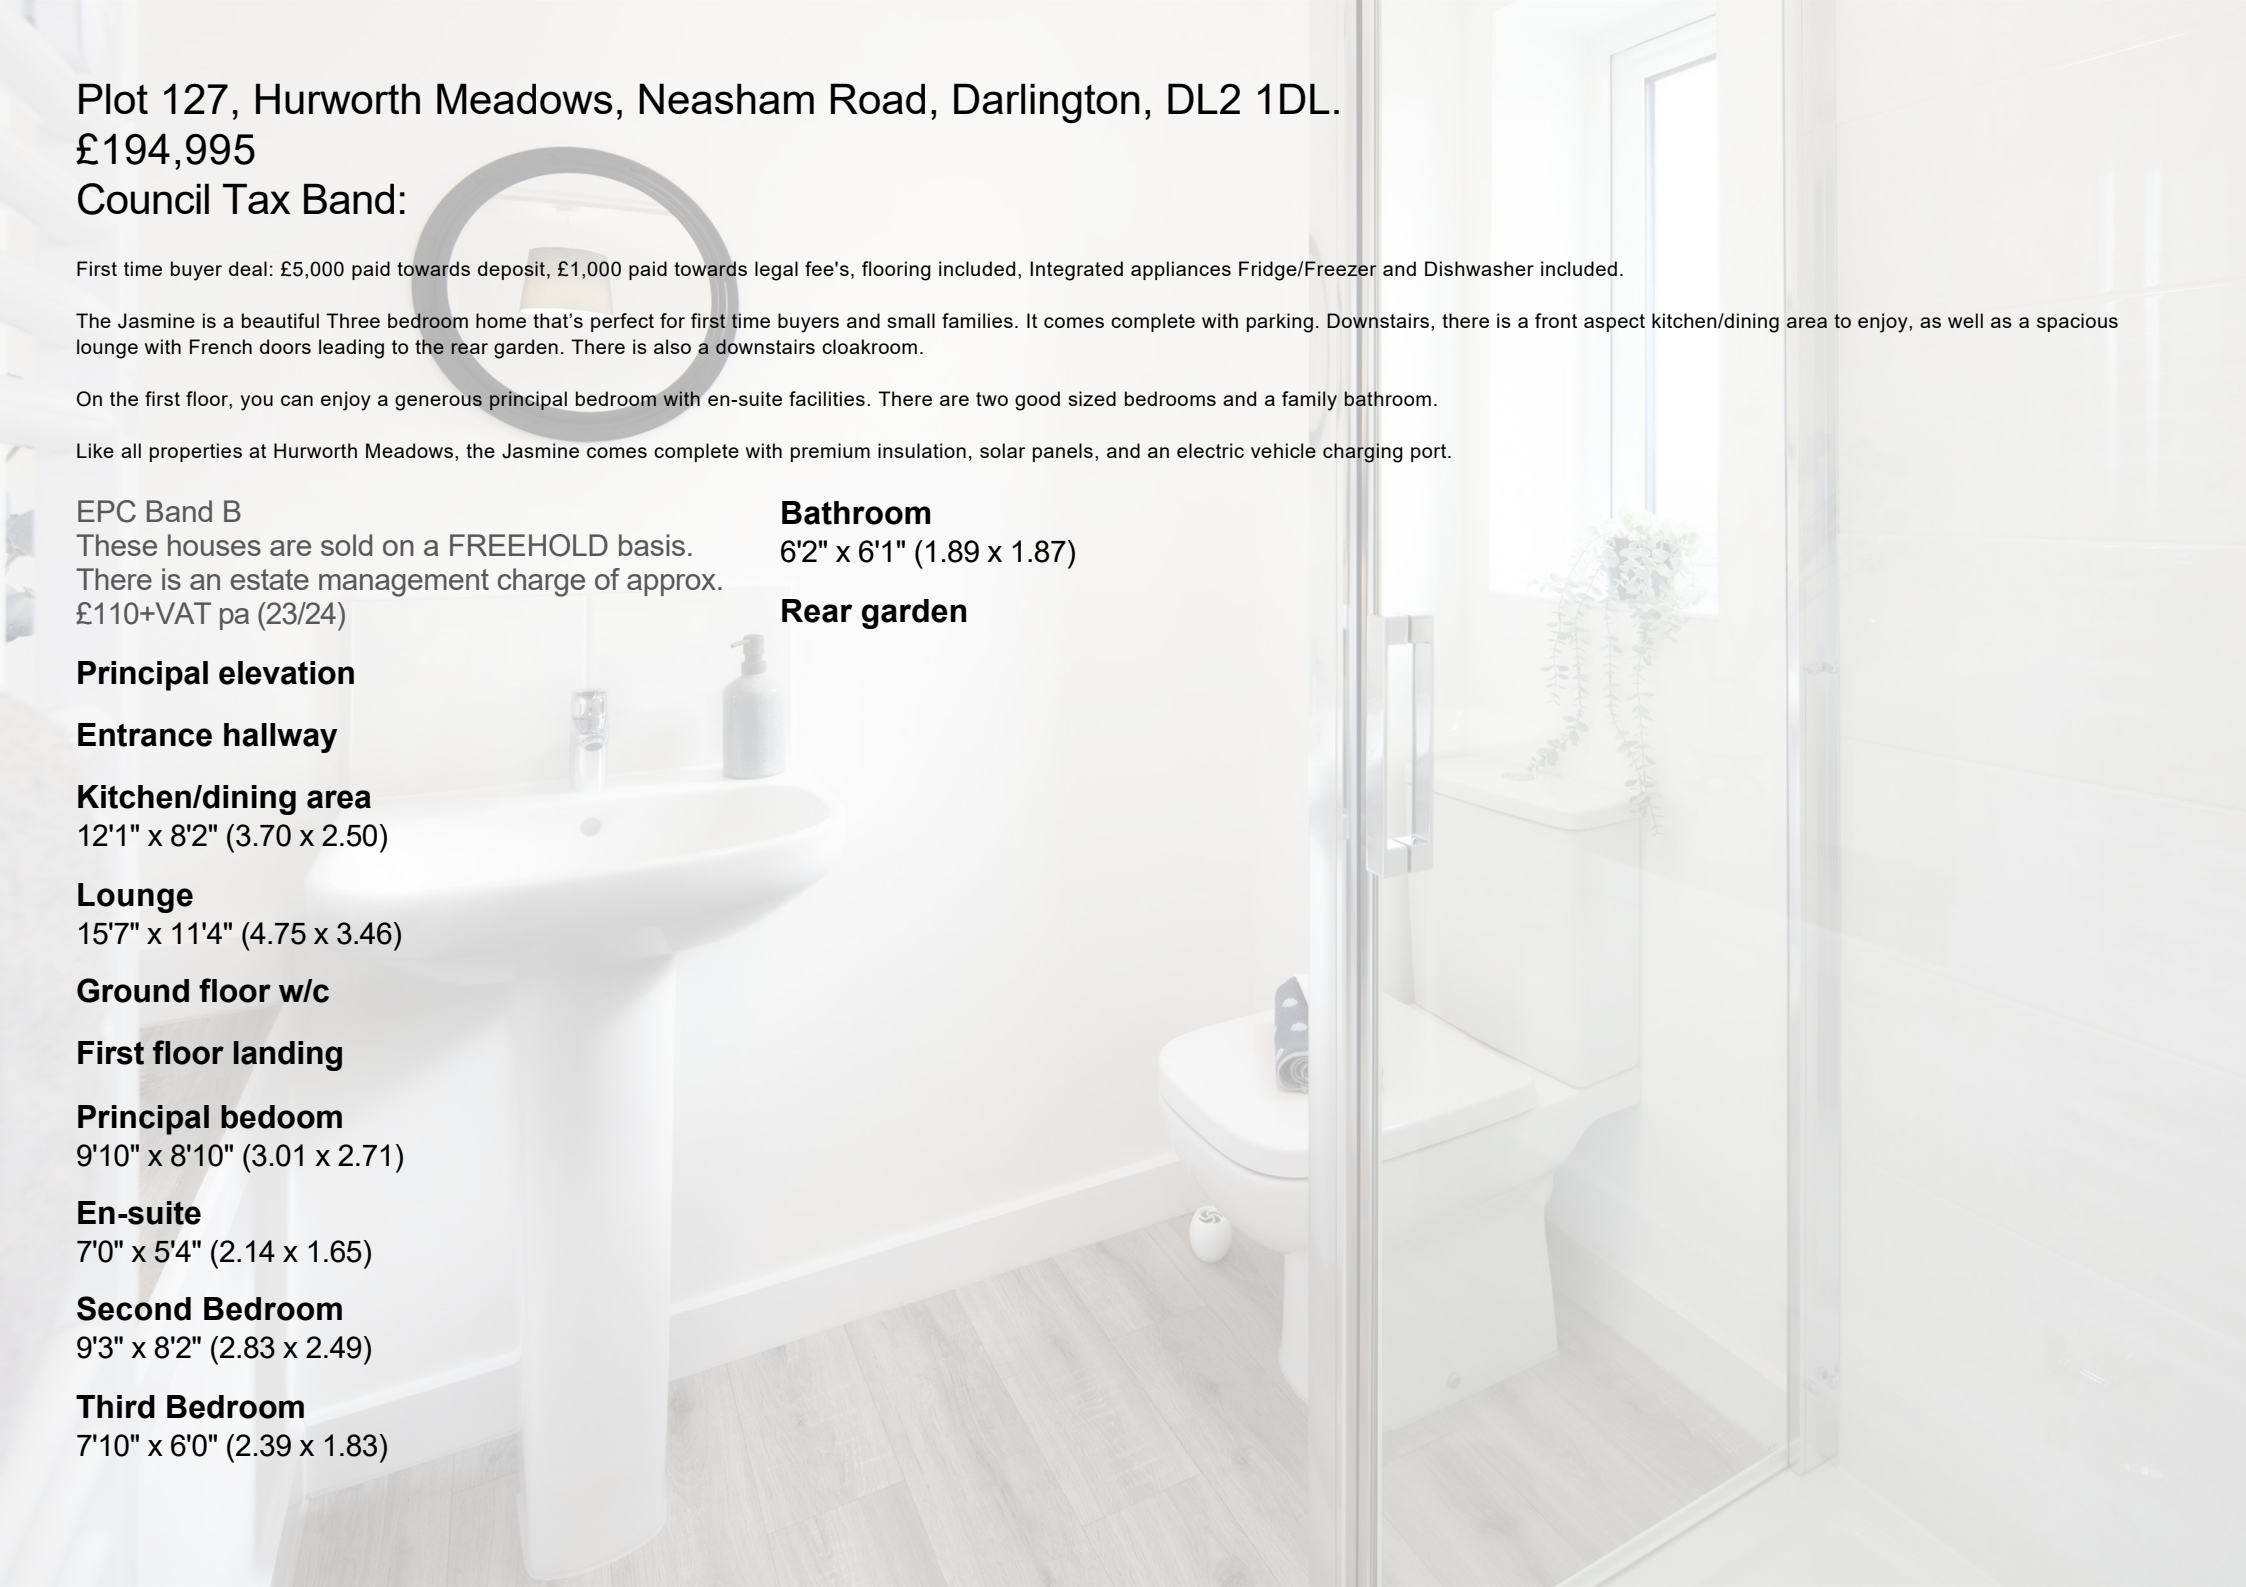 Plot 127, Hurworth Meadows, Neasham Road, Darlington, DL2 1DL.
£194,995
Council Tax Band:
First time buyer deal: £5,000 paid towards deposit, £1,000 paid towards legal fee's, flooring included, Integrated appliances Fridge/Freezer and Dishwasher included.
The Jasmine is a beautiful Three bedroom home that’s perfect for first time buyers and small families. It comes complete with parking. Downstairs, there is a front aspect kitchen/dining area to enjoy, as well as a spacious
lounge with French doors leading to the rear garden. There is also a downstairs cloakroom.
On the first floor, you can enjoy a generous principal bedroom with en-suite facilities. There are two good sized bedrooms and a family bathroom.
Like all properties at Hurworth Meadows, the Jasmine comes complete with premium insulation, solar panels, and an electric vehicle charging port.
EPC Band B
These houses are sold on a FREEHOLD basis.
There is an estate management charge of approx.
£110+VAT pa (23/24)
Principal elevation
Entrance hallway
Kitchen/dining area
12'1" x 8'2" (3.70 x 2.50)
Lounge
15'7" x 11'4" (4.75 x 3.46)
Ground floor w/c
First floor landing
Principal bedoom
9'10" x 8'10" (3.01 x 2.71)
En-suite
7'0" x 5'4" (2.14 x 1.65)
Second Bedroom
9'3" x 8'2" (2.83 x 2.49)
Third Bedroom
7'10" x 6'0" (2.39 x 1.83)
Bathroom
6'2" x 6'1" (1.89 x 1.87)
Rear garden